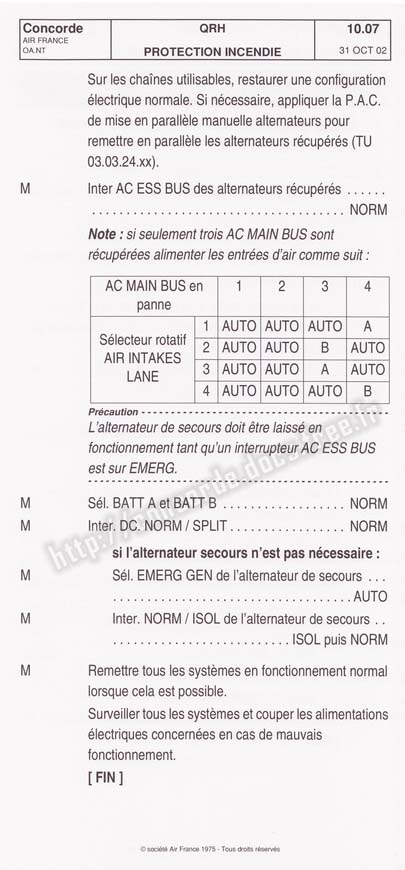 Concorde QRH 10.07
AIR FRANCE
OA.NT PROTECTION INCENDIE 31 OCT 02
Sur les chaînes utilisables, restaurer une configuration
électrique normale. Si nécessaire, appliquer la P.A.C.
de mise en parallèle manuelle alternateurs pour
remettre en parallèle les alternateurs récupérés (TU
03.03.24.xx).
M Inter AC ESS BUS des alternateurs récupérés . . . . . .
. . . . . . . . . . . . . . . . . . . . . . . . . . . . . . . . . . . . . . NORM
Note : si seulement trois AC MAIN BUS sont
récupérées alimenter les entrées d'air comme suit :
AC MAIN BUS en panne 1 2 3 4
Sélecteur rotatif AIR INTAKES LANE
1 AUTO AUTO AUTO A
2 AUTO AUTO B AUTO
3 AUTO AUTO A AUTO
4 AUTO AUTO AUTO B
Précaution
L'alternateur de secours doit être laissé en
fonctionnement tant qu'un interrupteur AC ESS BUS
est sur EMERG.
M Sél. BATT A et BATT B . . . . . . . . . . . . . . . . . . NORM
M Inter. DC. NORM / SPLIT . . . . . . . . . . . . . . . . . NORM
si l'alternateur secours n'est pas nécessaire :
M Sél. EMERG GEN de l'alternateur de secours . . .
. . . . . . . . . . . . . . . . . . . . . . . . . . . . . . . . . . . AUTO
M Inter. NORM / ISOL de l'alternateur de secours . .
. . . . . . . . . . . . . . . . . . . . . . . . . . ISOL puis NORM
M Remettre tous les systèmes en fonctionnement normal
lorsque cela est possible.
Surveiller tous les systèmes et couper les alimentations
électriques concernées en cas de mauvais
fonctionnement.
[ FIN ]
© société Air France 1975 - Tous droits réservés